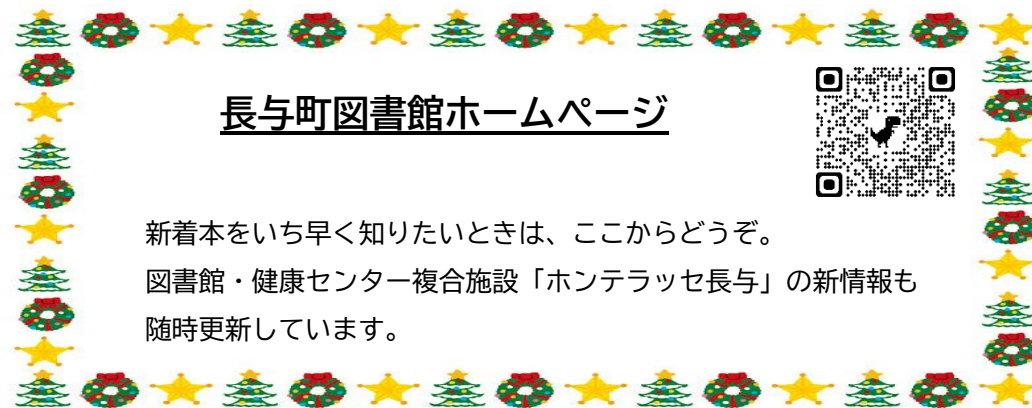 長与町図書館ホームページ
新着本をいち早く知りたいときは、ここからどうぞ。
図書館・健康センター複合施設「ホンテラッセ長与」の新情報も
随時更新しています。